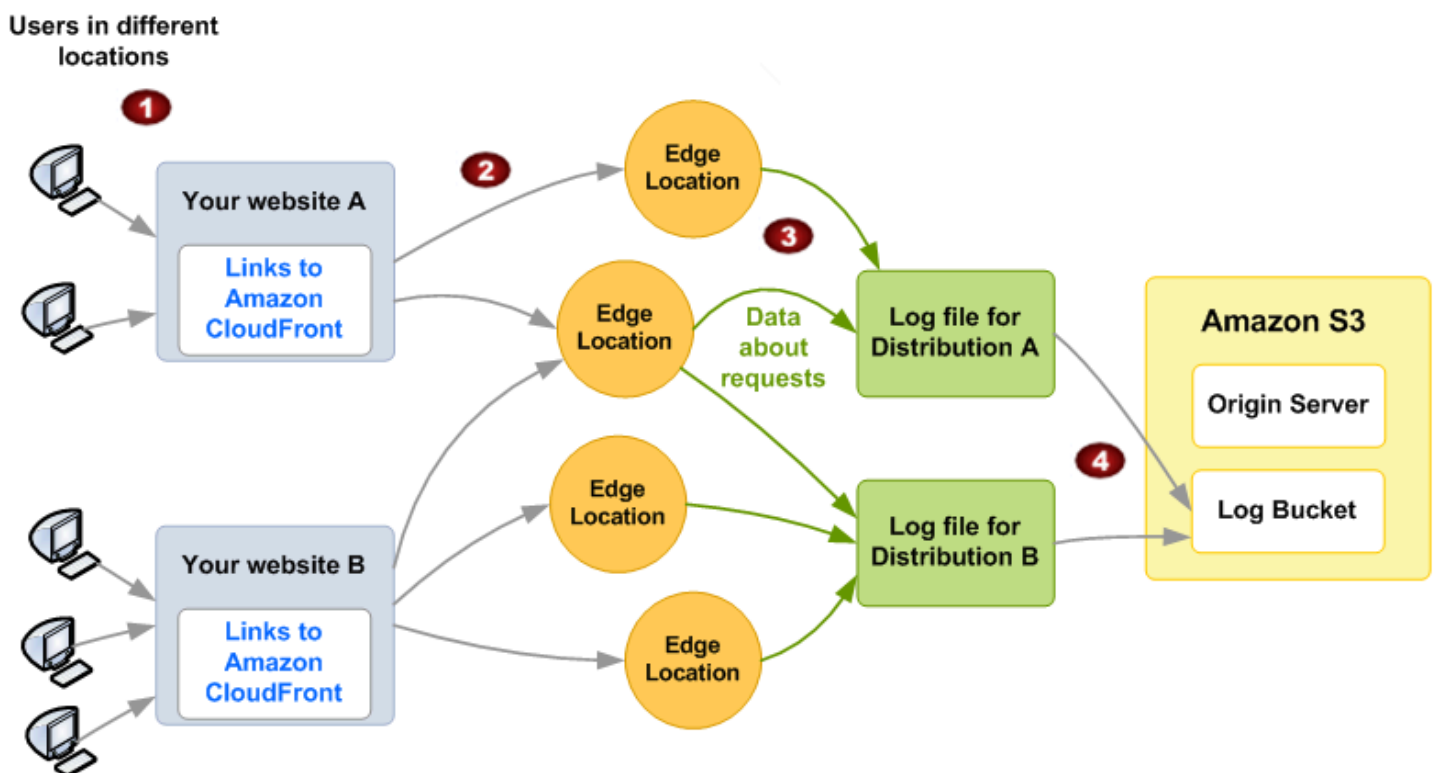 Users in different
locations
1
Your website A
Links to
Amazon
CloudFront
2
Edge
Location
3
Edge
Location
Data
about
requests
Log file for
Distribution A
Amazon S3
Origin Server
Log Bucket
4
Your website B
Links to
Amazon
CloudFront
Edge
Location
Edge
Location
Log file for
Distribution B